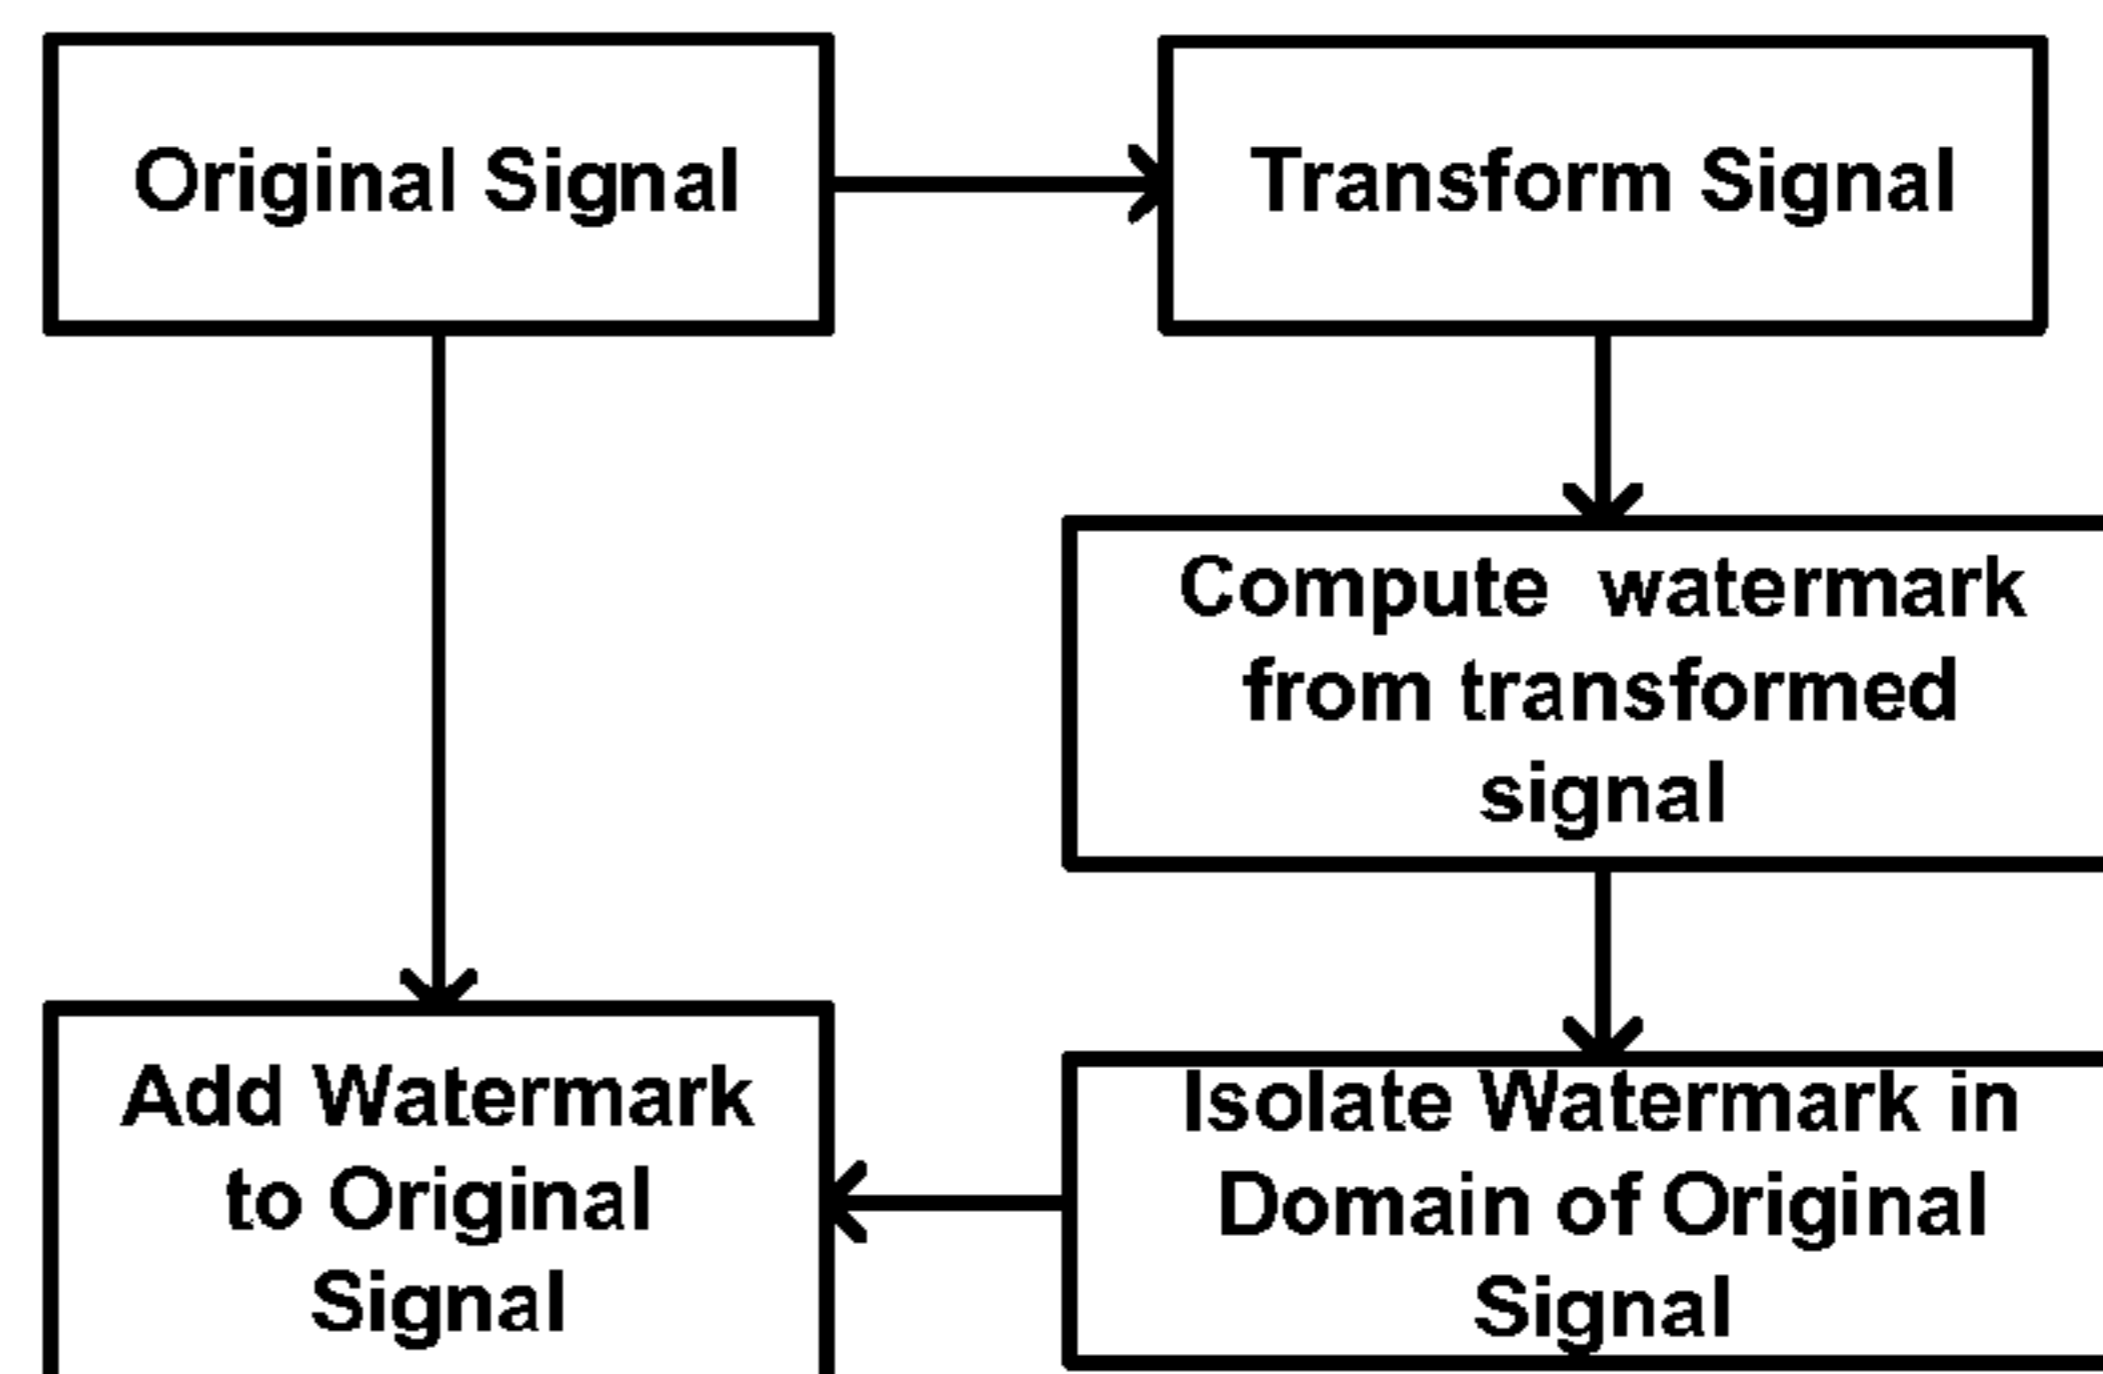 Original Signal
Transform Signal
Compute watermark
from transformed
signal
Add Watermark
to Original
Signal
Isolate Watermark in
Domain of Original
Signal